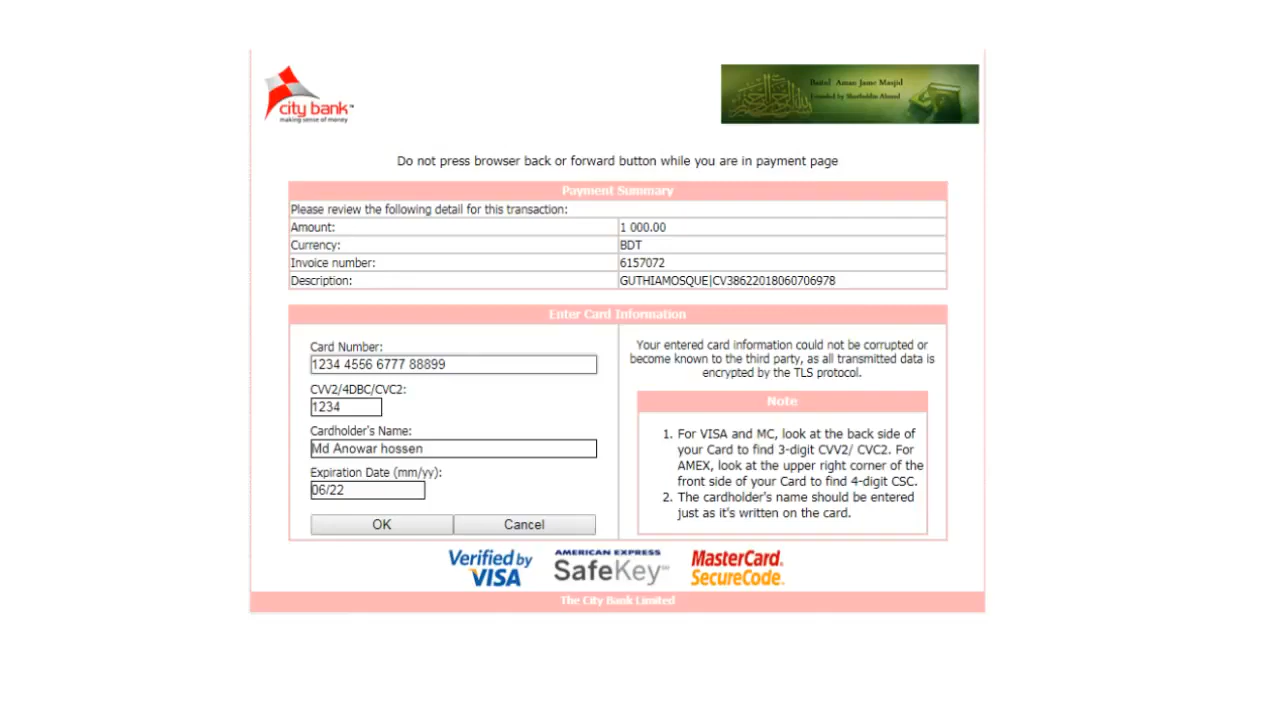 city bank™
making sense of money
Baitel Aman Jame Masjid
Founded by Sharfuddin Ahmed
Do not press browser back or forward button while you are in payment page
Payment Summary
Please review the following detail for this transaction:
Amount: 1 000.00
Currency: BDT
Invoice number: 6157072
Description: GUTHIAMOSQUE|CV38622018060706978
Enter Card Information
Card Number:
1234 4556 6777 88899
CVV2/4DBC/CVC2:
1234
Cardholder's Name:
Md Anowar hossen
Expiration Date (mm/yy):
06/22
OK Cancel
Your entered card information could not be corrupted or
become known to the third party, as all transmitted data is
encrypted by the TLS protocol.
Note
1. For VISA and MC, look at the back side of
your Card to find 3-digit CVV2/ CVC2. For
AMEX, look at the upper right corner of the
front side of your Card to find 4-digit CSC.
2. The cardholder's name should be entered
just as it's written on the card.
Verified by
VISA
AMERICAN EXPRESS
SafeKey℠
MasterCard.
SecureCode.
The City Bank Limited